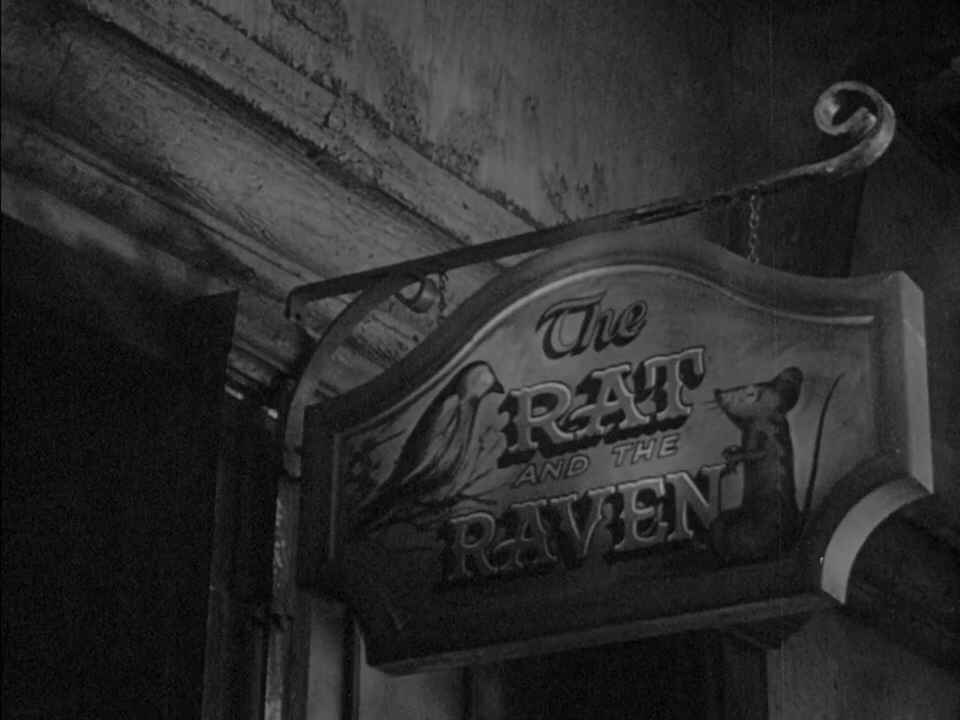 The
RAT
AND THE
RAVEN